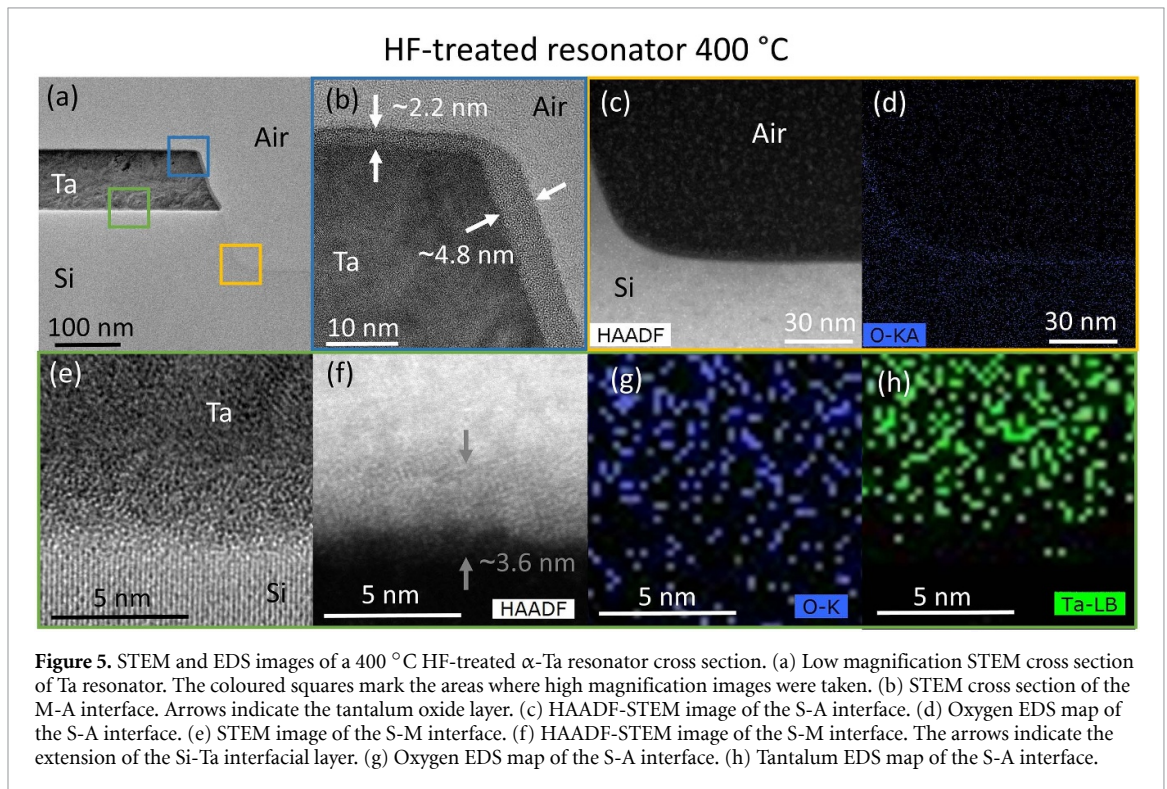 HF-treated resonator 400 °C
(a)
Air
Ta
Si
100 nm
(b)
~2.2 nm
Air
~4.8 nm
Ta
10 nm
(c)
Air
Si
HAADF
30 nm
(d)
O-KA
30 nm
(e)
Ta
Si
5 nm
(f)
~3.6 nm
5 nm
HAADF
(g)
5 nm
O-K
(h)
5 nm
Ta-LB
Figure 5. STEM and EDS images of a 400 °C HF-treated α-Ta resonator cross section. (a) Low magnification STEM cross section
of Ta resonator. The coloured squares mark the areas where high magnification images were taken. (b) STEM cross section of the
M-A interface. Arrows indicate the tantalum oxide layer. (c) HAADF-STEM image of the S-A interface. (d) Oxygen EDS map of
the S-A interface. (e) STEM image of the S-M interface. (f) HAADF-STEM image of the S-M interface. The arrows indicate the
extension of the Si-Ta interfacial layer. (g) Oxygen EDS map of the S-A interface. (h) Tantalum EDS map of the S-A interface.